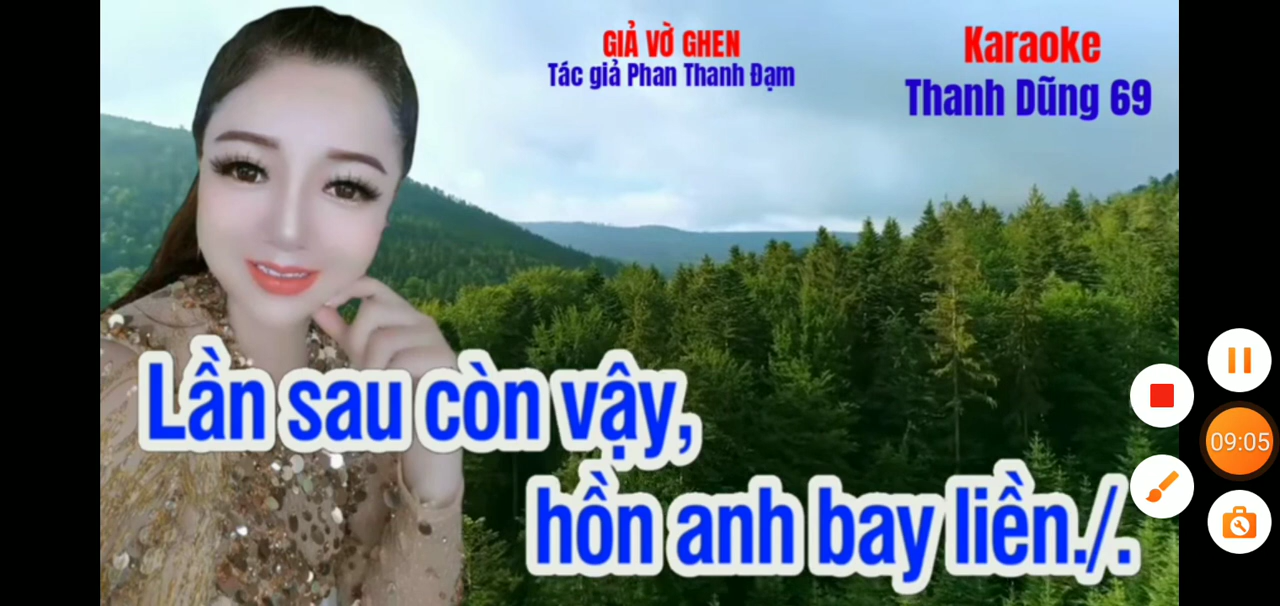 GIẢ VỜ GHEN
Tác giả Phan Thanh Đạm
Karaoke
Thanh Dũng 69
Lần sau còn vậy,
hồn anh bay liền./.
09:05